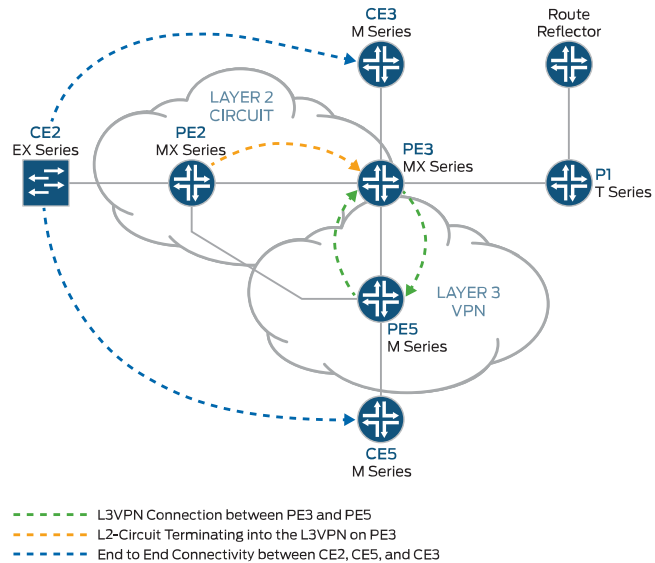 CE3
M Series
Route
Reflector
LAYER 2
CIRCUIT
CE2
EX Series
PE2
MX Series
PE3
MX Series
P1
T Series
LAYER 3
VPN
PE5
M Series
CE5
M Series
L3VPN Connection between PE3 and PE5
L2-Circuit Terminating into the L3VPN on PE3
End to End Connectivity between CE2, CE5, and CE3